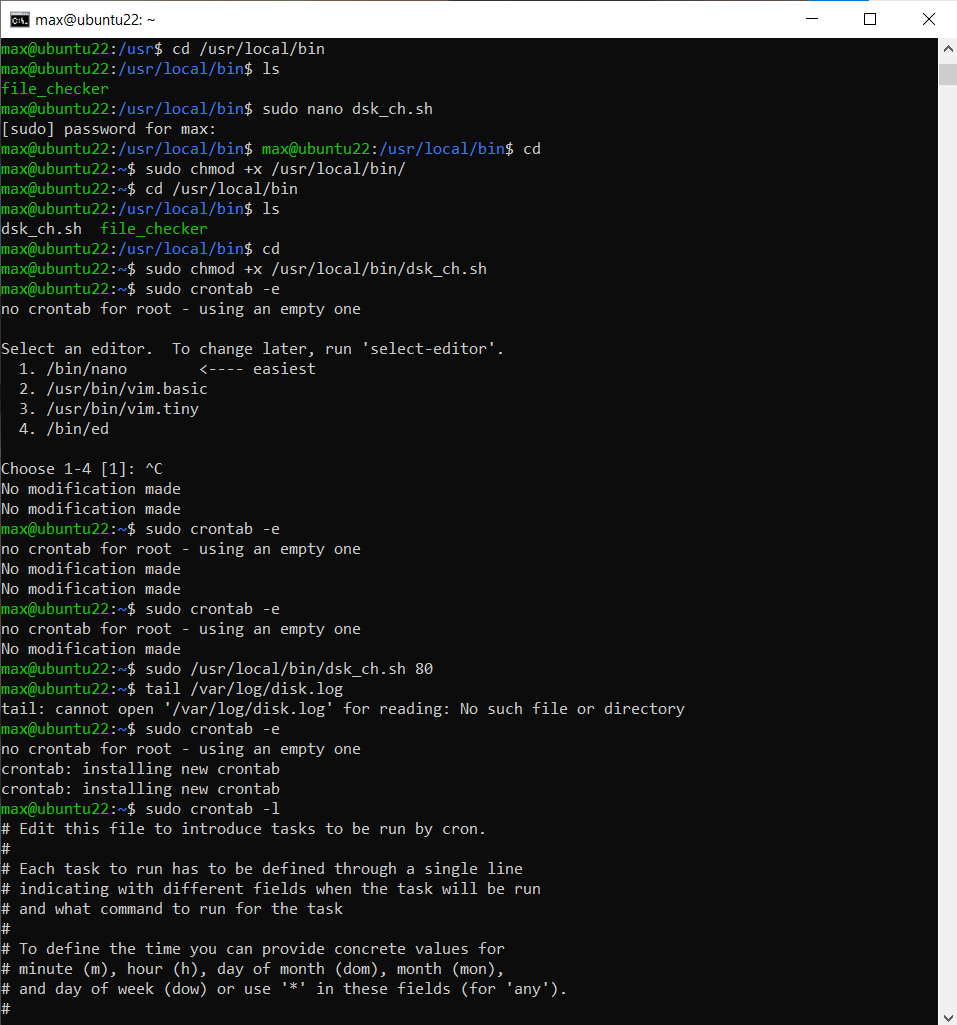 max@ubuntu22: ~
max@ubuntu22:/usr$ cd /usr/local/bin
max@ubuntu22:/usr/local/bin$ ls
file_checker
max@ubuntu22:/usr/local/bin$ sudo nano dsk_ch.sh
[sudo] password for max:
max@ubuntu22:/usr/local/bin$ max@ubuntu22:/usr/local/bin$ cd
max@ubuntu22:~$ sudo chmod +x /usr/local/bin/
max@ubuntu22:~$ cd /usr/local/bin
max@ubuntu22:/usr/local/bin$ ls
dsk_ch.sh  file_checker
max@ubuntu22:/usr/local/bin$ cd
max@ubuntu22:~$ sudo chmod +x /usr/local/bin/dsk_ch.sh
max@ubuntu22:~$ sudo crontab -e
no crontab for root - using an empty one
Select an editor.  To change later, run 'select-editor'.
  1. /bin/nano        <---- easiest
  2. /usr/bin/vim.basic
  3. /usr/bin/vim.tiny
  4. /bin/ed
Choose 1-4 [1]: ^C
No modification made
No modification made
max@ubuntu22:~$ sudo crontab -e
no crontab for root - using an empty one
No modification made
No modification made
max@ubuntu22:~$ sudo crontab -e
no crontab for root - using an empty one
No modification made
max@ubuntu22:~$ sudo /usr/local/bin/dsk_ch.sh 80
max@ubuntu22:~$ tail /var/log/disk.log
tail: cannot open '/var/log/disk.log' for reading: No such file or directory
max@ubuntu22:~$ sudo crontab -e
no crontab for root - using an empty one
crontab: installing new crontab
crontab: installing new crontab
max@ubuntu22:~$ sudo crontab -l
# Edit this file to introduce tasks to be run by cron.
#
# Each task to run has to be defined through a single line
# indicating with different fields when the task will be run
# and what command to run for the task
#
# To define the time you can provide concrete values for
# minute (m), hour (h), day of month (dom), month (mon),
# and day of week (dow) or use '*' in these fields (for 'any').
#